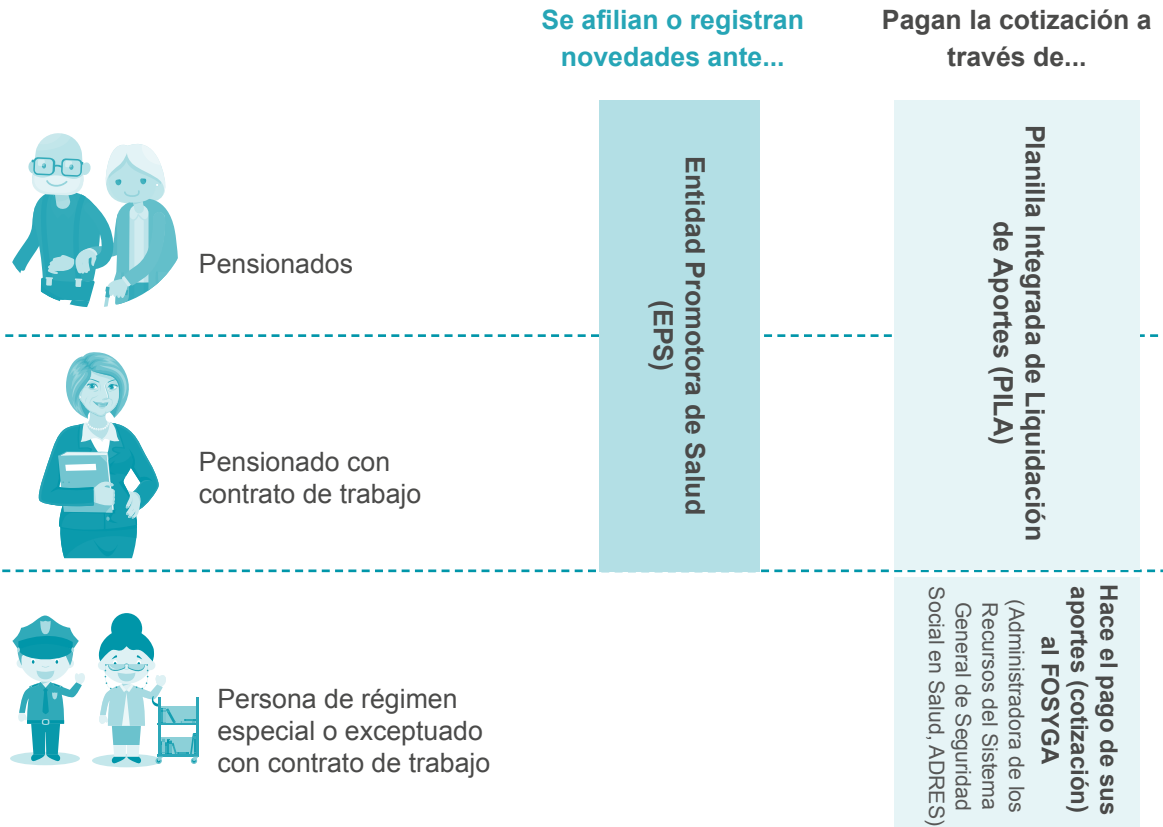 Se afilian o registran
novedades ante...
Pagan la cotización a
través de...
Pensionados
Entidad Promotora de Salud
(EPS)
Planilla Integrada de Liquidación
de Aportes (PILA)
Pensionado con
contrato de trabajo
Persona de régimen
especial o exceptuado
con contrato de trabajo
Hace el pago de sus
aportes (cotización)
al FOSYGA
(Administradora de los
Recursos del Sistema
General de Seguridad
Social en Salud, ADRES)